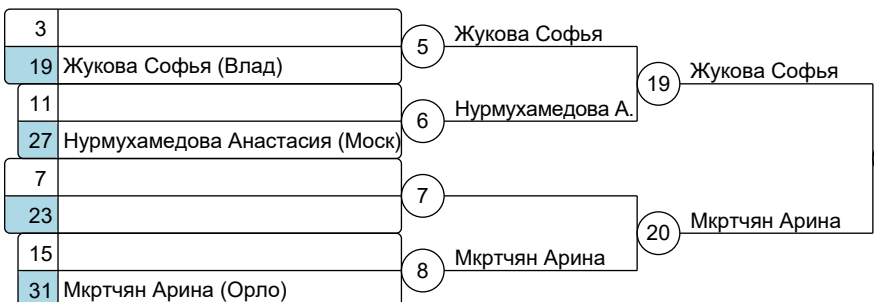 3
19 Жукова Софья (Влад)
5 Жукова Софья
11
27 Нурмухамедова Анастасия (Моск)
6 Нурмухамедова А.
19 Жукова Софья
7
23
7
15
31 Мкртчян Арина (Орло)
8 Мкртчян Арина
20 Мкртчян Арина